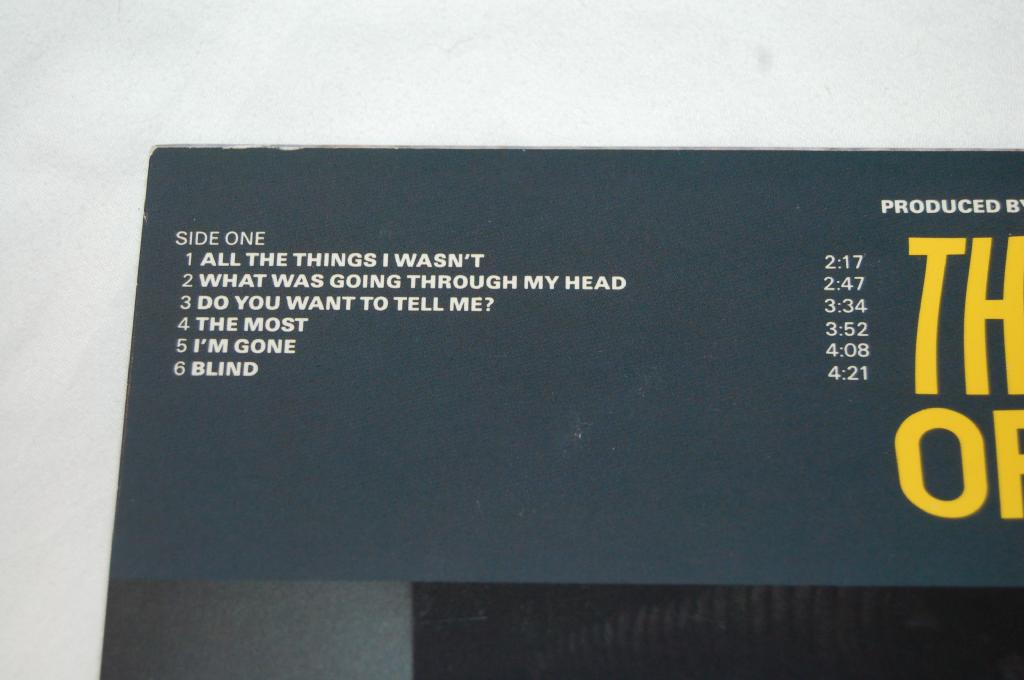 PRODUCED BY
SIDE ONE
1 ALL THE THINGS I WASN'T 2:17
2 WHAT WAS GOING THROUGH MY HEAD 2:47
3 DO YOU WANT TO TELL ME? 3:34
4 THE MOST 3:52
5 I'M GONE 4:08
6 BLIND 4:21
TH
OF